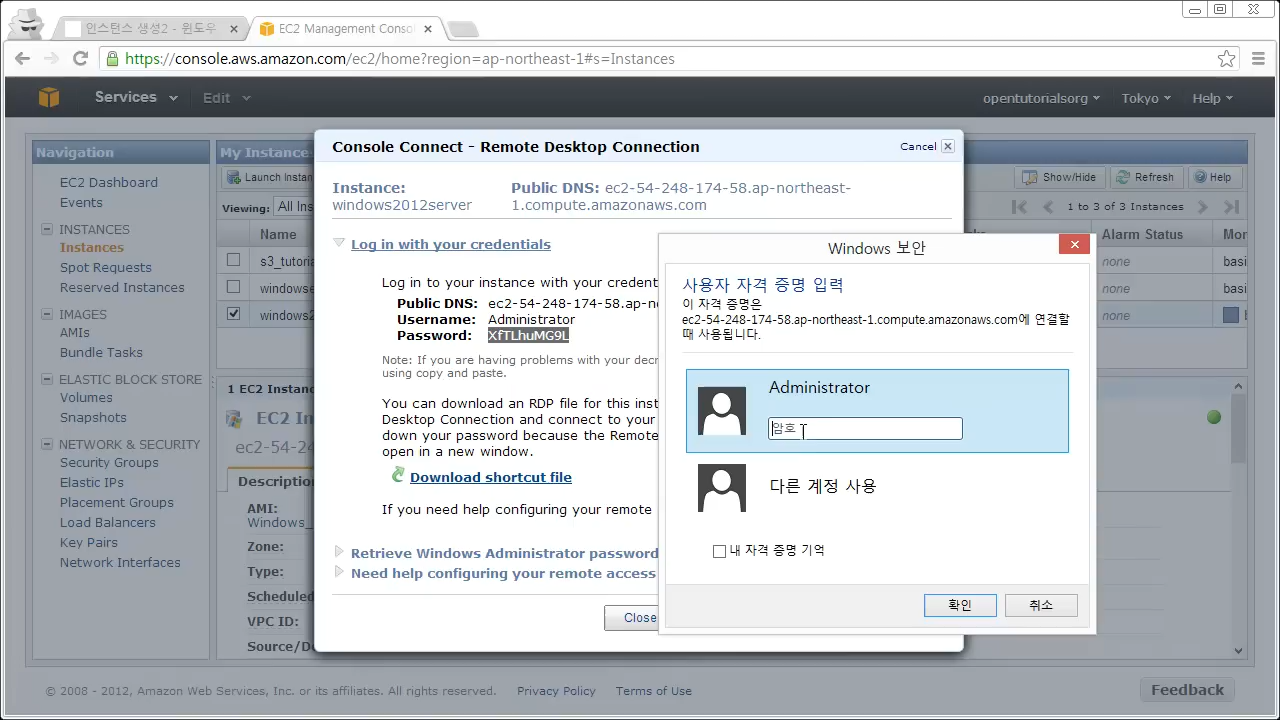 인스턴스 생성2 - 윈도우
EC2 Management Conso
https://console.aws.amazon.com/ec2/home?region=ap-northeast-1#s=Instances
Services Edit opentutorialsorg Tokyo Help
Navigation
EC2 Dashboard
Events
INSTANCES
Instances
Spot Requests
Reserved Instances
IMAGES
AMIs
Bundle Tasks
ELASTIC BLOCK STORE
Volumes
Snapshots
NETWORK & SECURITY
Security Groups
Elastic IPs
Placement Groups
Load Balancers
Key Pairs
Network Interfaces
My Instance
Launch Instan
Show/Hide Refresh Help
Viewing: All Ins
1 to 3 of 3 Instances
Name Alarm Status Mor
s3_tutoria none basi
windowse none basi
windows2 none b
1 EC2 Instanc
EC2 In
ec2-54-2
Description
AMI:
Windows_
Zone:
Type:
Scheduled
VPC ID:
Source/De
Console Connect - Remote Desktop Connection
Cancel
Instance:
windows2012server
Public DNS: ec2-54-248-174-58.ap-northeast-
1.compute.amazonaws.com
Log in with your credentials
Log in to your instance with your credent
Public DNS: ec2-54-248-174-58.ap-n
Username: Administrator
Password: XfTLhuMG9L
Note: If you are having problems with your decr
using copy and paste.
You can download an RDP file for this inst
Desktop Connection and connect to your
down your password because the Remote
open in a new window.
Download shortcut file
If you need help configuring your remote
Retrieve Windows Administrator password
Need help configuring your remote access
Close
Windows 보안
사용자 자격 증명 입력
이 자격 증명은
ec2-54-248-174-58.ap-northeast-1.compute.amazonaws.com에 연결할
때 사용됩니다.
Administrator
암호
다른 계정 사용
내 자격 증명 기억
확인 취소
© 2008 - 2012, Amazon Web Services, Inc. or its affiliates. All rights reserved. Privacy Policy Terms of Use
Feedback